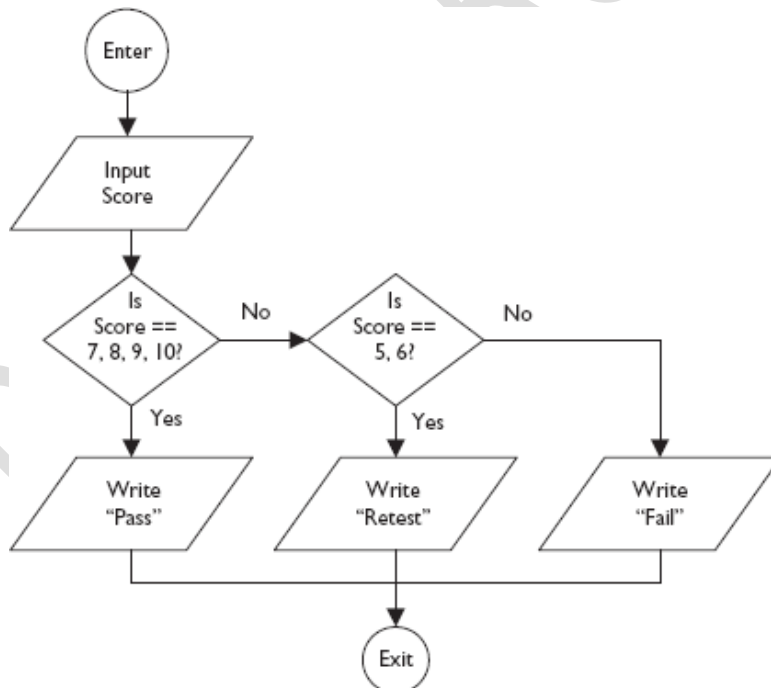 Enter
Input
Score
Is
Score ==
7, 8, 9, 10?
No
Is
Score ==
5, 6?
No
Yes
Yes
Write
“Pass”
Write
“Retest”
Write
“Fail”
Exit